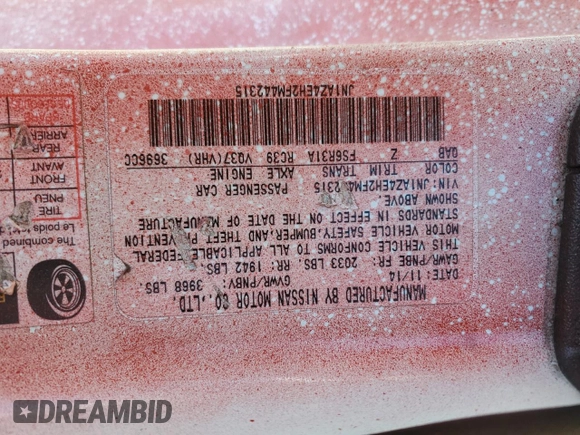 MANUFACTURED BY NISSAN MOTOR CO.,LTD.
DATE: 11/14
GVWR/PNBV: 3988 LBS.
GWR/PNBE FR: 2033 LBS. RR: 1942 LBS.
THIS VEHICLE CONFORMS TO ALL APPLICABLE FEDERAL
MOTOR VEHICLE SAFETY, BUMPER, AND THEFT PREVENTION
STANDARDS IN EFFECT ON THE DATE OF MANUFACTURE
SHOWN ABOVE.
VIN: JN1AZ4EH2FM442315 PASSENGER CAR
COLOR TRIM TRANS AXLE ENGINE
QAB Z FS6R31A RC39 VQ37(VHR) 3696CC
JN1AZ4EH2FM442315
The combined
Le poids
TIRE
PNEU
FRONT
AVANT
REAR
ARRIÈRE
DREAMBID